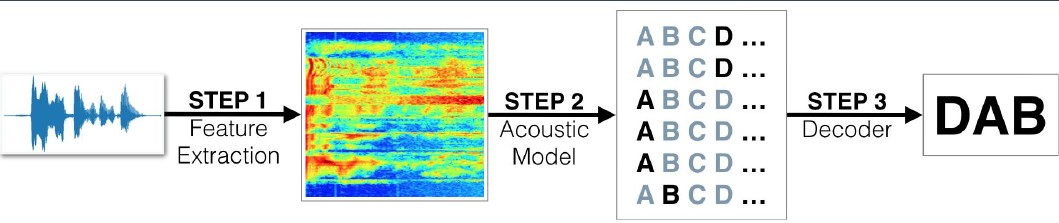 STEP 1
Feature
Extraction
STEP 2
Acoustic
Model
A B C D ...
A B C D ...
A B C D ...
A B C D ...
A B C D ...
A B C D ...
STEP 3
Decoder
DAB